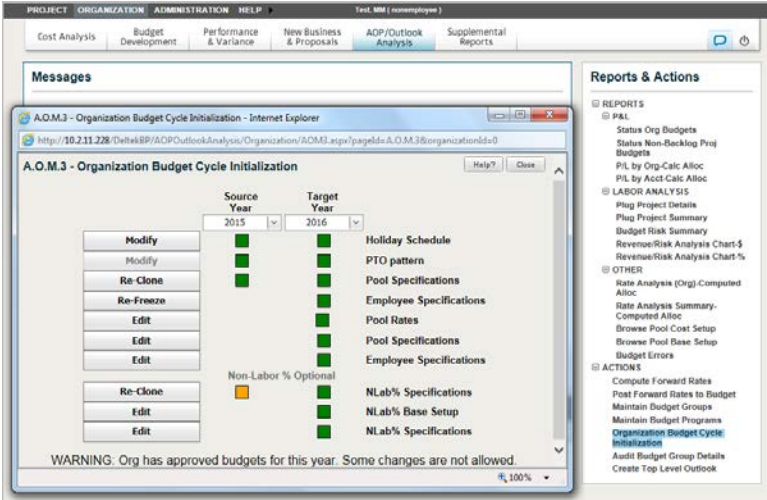 PROJECT ORGANIZATION ADMINISTRATION HELP Test, MM ( nonemployee )
Cost Analysis
Budget Development
Performance & Variance
New Business & Proposals
AOP/Outlook Analysis
Supplemental Reports
Messages
A.O.M.3 - Organization Budget Cycle Initialization - Internet Explorer
http://10.2.11.228/DeltekBP/AOPOutlookAnalysis/Organization/AOM3.aspx?pageId=A.O.M.3&organizationId=0
A.O.M.3 - Organization Budget Cycle Initialization Help? Close
Source Year Target Year
2015 2016
Modify Holiday Schedule
Modify PTO pattern
Re-Clone Pool Specifications
Re-Freeze Employee Specifications
Edit Pool Rates
Edit Pool Specifications
Edit Employee Specifications
Non-Labor % Optional
Re-Clone NLab% Specifications
Edit NLab% Base Setup
Edit NLab% Specifications
WARNING: Org has approved budgets for this year. Some changes are not allowed.
100%
Reports & Actions
REPORTS
P&L
Status Org Budgets
Status Non-Backlog Proj
Budgets
P/L by Org-Calc Alloc
P/L by Acct-Calc Alloc
LABOR ANALYSIS
Plug Project Details
Plug Project Summary
Budget Risk Summary
Revenue/Risk Analysis Chart-$
Revenue/Risk Analysis Chart-%
OTHER
Rate Analysis (Org)-Computed
Alloc
Rate Analysis Summary-
Computed Alloc
Browse Pool Cost Setup
Browse Pool Base Setup
Budget Errors
ACTIONS
Compute Forward Rates
Post Forward Rates to Budget
Maintain Budget Groups
Maintain Budget Programs
Organization Budget Cycle
Initialization
Audit Budget Group Details
Create Top Level Outlook